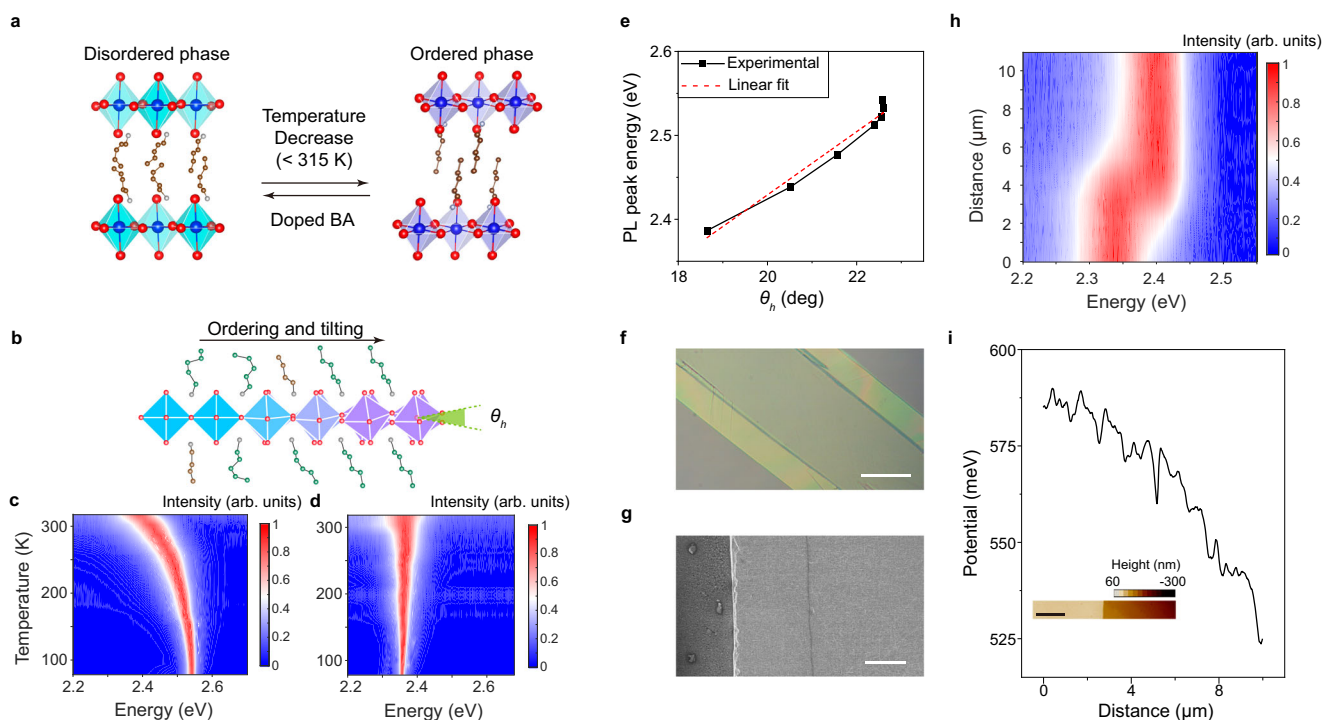 a
Disordered phase
Ordered phase
Temperature
Decrease
(< 315 K)
Doped BA
b
Ordering and tilting
θh
c
Intensity (arb. units)
300
200
100
Temperature (K)
2.2
2.4
2.6
Energy (eV)
1
0.8
0.6
0.4
0.2
0
d
Intensity (arb. units)
2.2
2.4
2.6
Energy (eV)
1
0.8
0.6
0.4
0.2
0
e
2.6
2.5
2.4
PL peak energy (eV)
Experimental
Linear fit
18
20
22
θh (deg)
f
g
h
Intensity (arb. units)
10
8
6
4
2
0
Distance (μm)
2.2
2.3
2.4
2.5
Energy (eV)
1
0.8
0.6
0.4
0.2
0
i
600
575
550
525
Potential (meV)
Height (nm)
60
-300
0
4
8
Distance (μm)